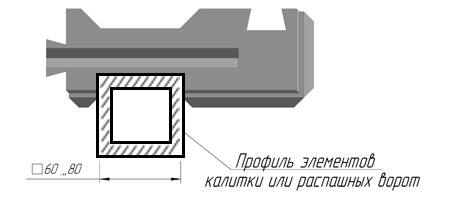 Профиль элементов
калитки или распашных ворот
□60...80